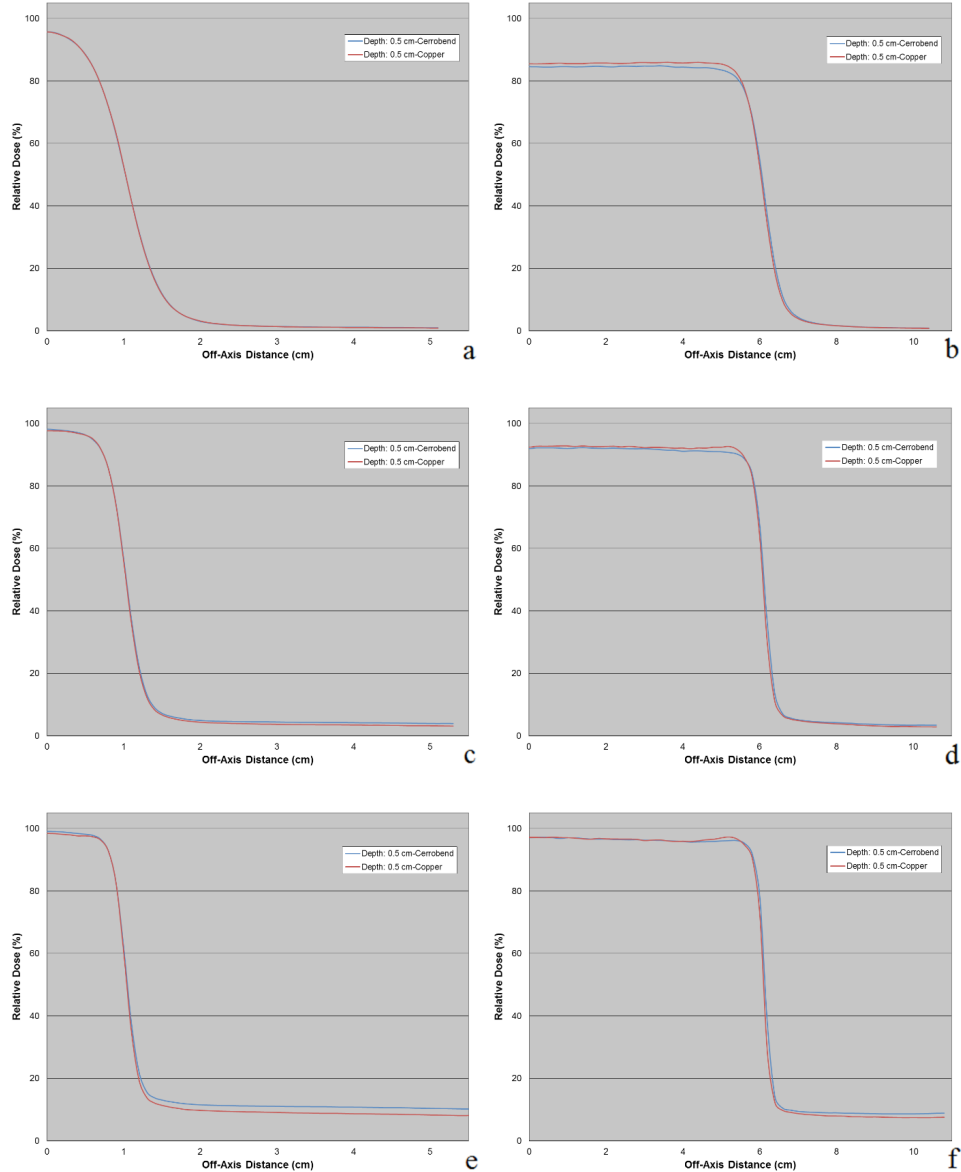 100
80
60
40
20
0
Relative Dose (%)
Depth: 0.5 cm-Cerrobend
Depth: 0.5 cm-Copper
0 1 2 3 4 5
Off-Axis Distance (cm)
a
100
80
60
40
20
0
Relative Dose (%)
Depth: 0.5 cm-Cerrobend
Depth: 0.5 cm-Copper
0 2 4 6 8 10
Off-Axis Distance (cm)
b
100
80
60
40
20
0
Relative Dose (%)
Depth: 0.5 cm-Cerrobend
Depth: 0.5 cm-Copper
0 1 2 3 4 5
Off-Axis Distance (cm)
c
100
80
60
40
20
0
Relative Dose (%)
Depth: 0.5 cm-Cerrobend
Depth: 0.5 cm-Copper
0 2 4 6 8 10
Off-Axis Distance (cm)
d
100
80
60
40
20
0
Relative Dose (%)
Depth: 0.5 cm-Cerrobend
Depth: 0.5 cm-Copper
0 1 2 3 4 5
Off-Axis Distance (cm)
e
100
80
60
40
20
0
Relative Dose (%)
Depth: 0.5 cm-Cerrobend
Depth: 0.5 cm-Copper
0 2 4 6 8 10
Off-Axis Distance (cm)
f